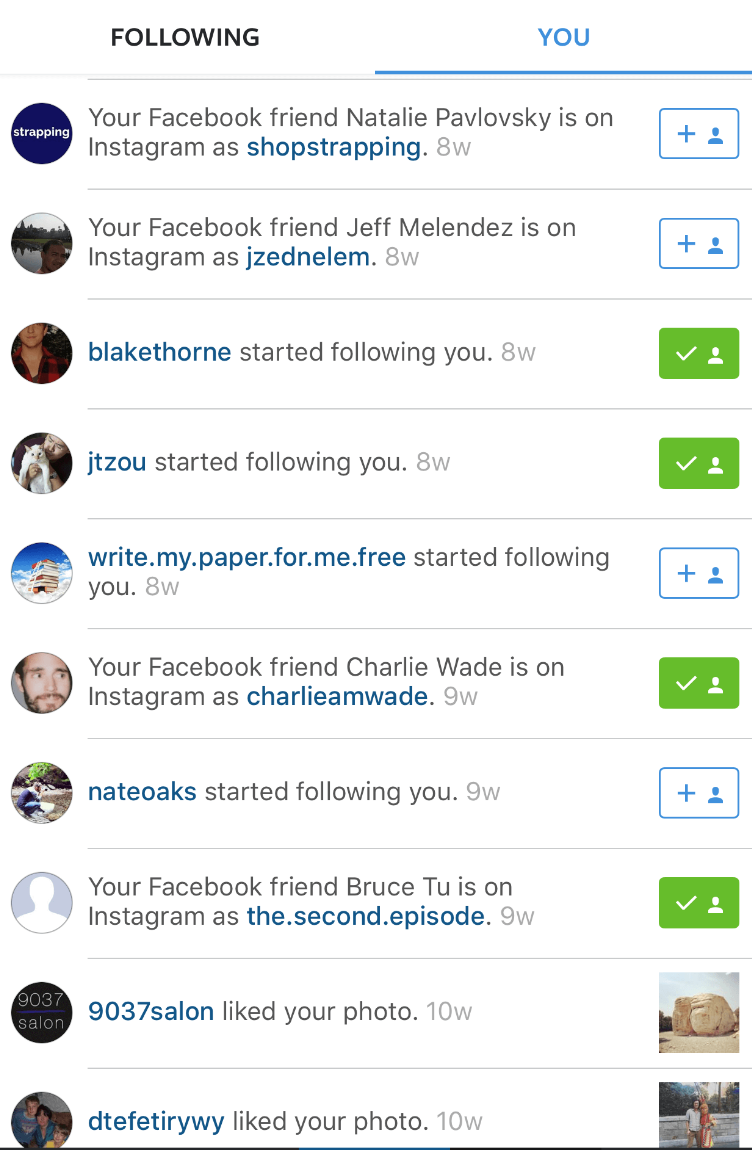 FOLLOWING
YOU
strapping
Your Facebook friend Natalie Pavlovsky is on
Instagram as shopstrapping. 8w
Your Facebook friend Jeff Melendez is on
Instagram as jzednelem. 8w
blakethorne started following you. 8w
jtzou started following you. 8w
write.my.paper.for.me.free started following
you. 8w
Your Facebook friend Charlie Wade is on
Instagram as charlieamwade. 9w
nateoaks started following you. 9w
Your Facebook friend Bruce Tu is on
Instagram as the.second.episode. 9w
9037
salon
9037salon liked your photo. 10w
dtefetirywy liked your photo. 10w